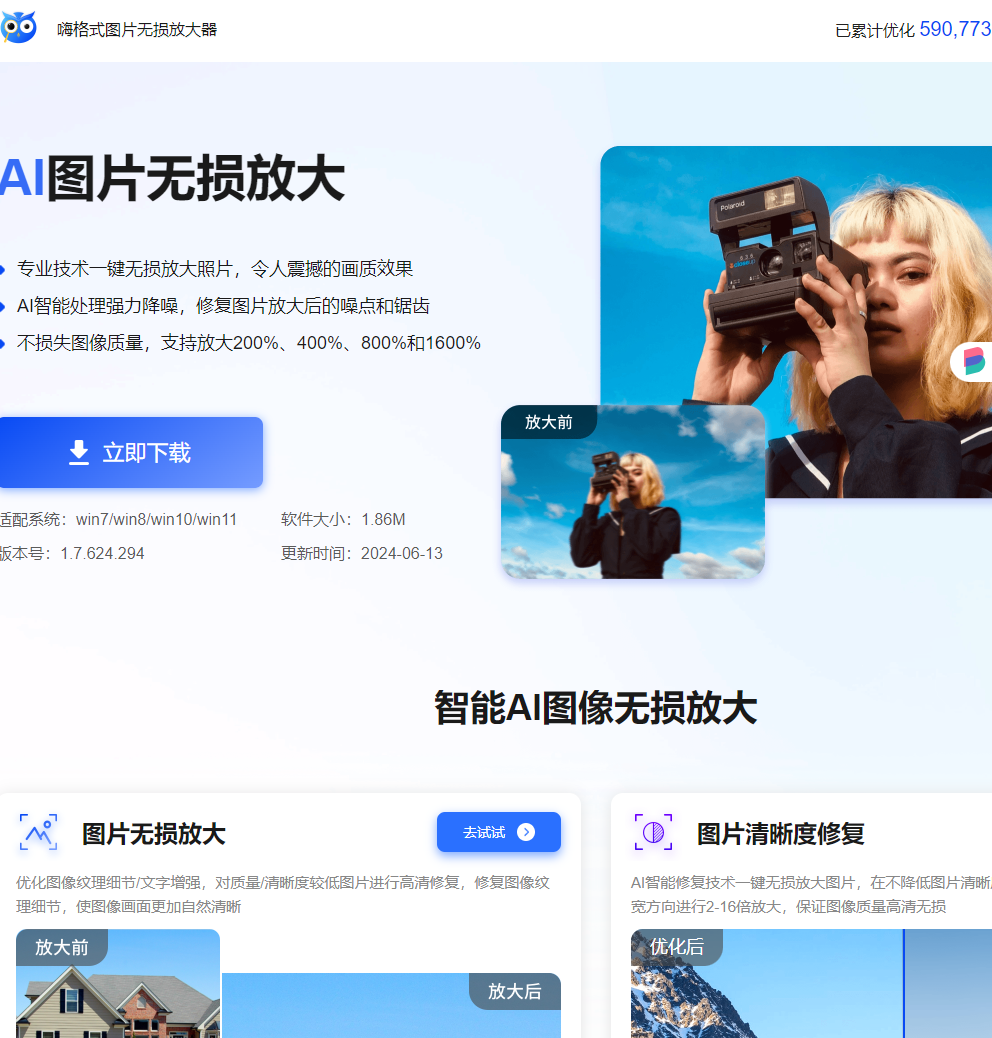 嗨格式图片无损放大器
已累计优化 590,773
AI图片无损放大
专业技术一键无损放大照片，令人震撼的画质效果
AI智能处理强力降噪，修复图片放大后的噪点和锯齿
不损失图像质量，支持放大200%、400%、800%和1600%
Polaroid
放大前
立即下载
适配系统：win7/win8/win10/win11
软件大小：1.86M
版本号：1.7.624.294
更新时间：2024-06-13
智能AI图像无损放大
图片无损放大
去试试
优化图像纹理细节/文字增强，对质量/清晰度较低图片进行高清修复，修复图像纹
理细节，使图像画面更加自然清晰
放大前
放大后
图片清晰度修复
AI智能修复技术一键无损放大图片，在不降低图片清晰
宽方向进行2-16倍放大，保证图像质量高清无损
优化后